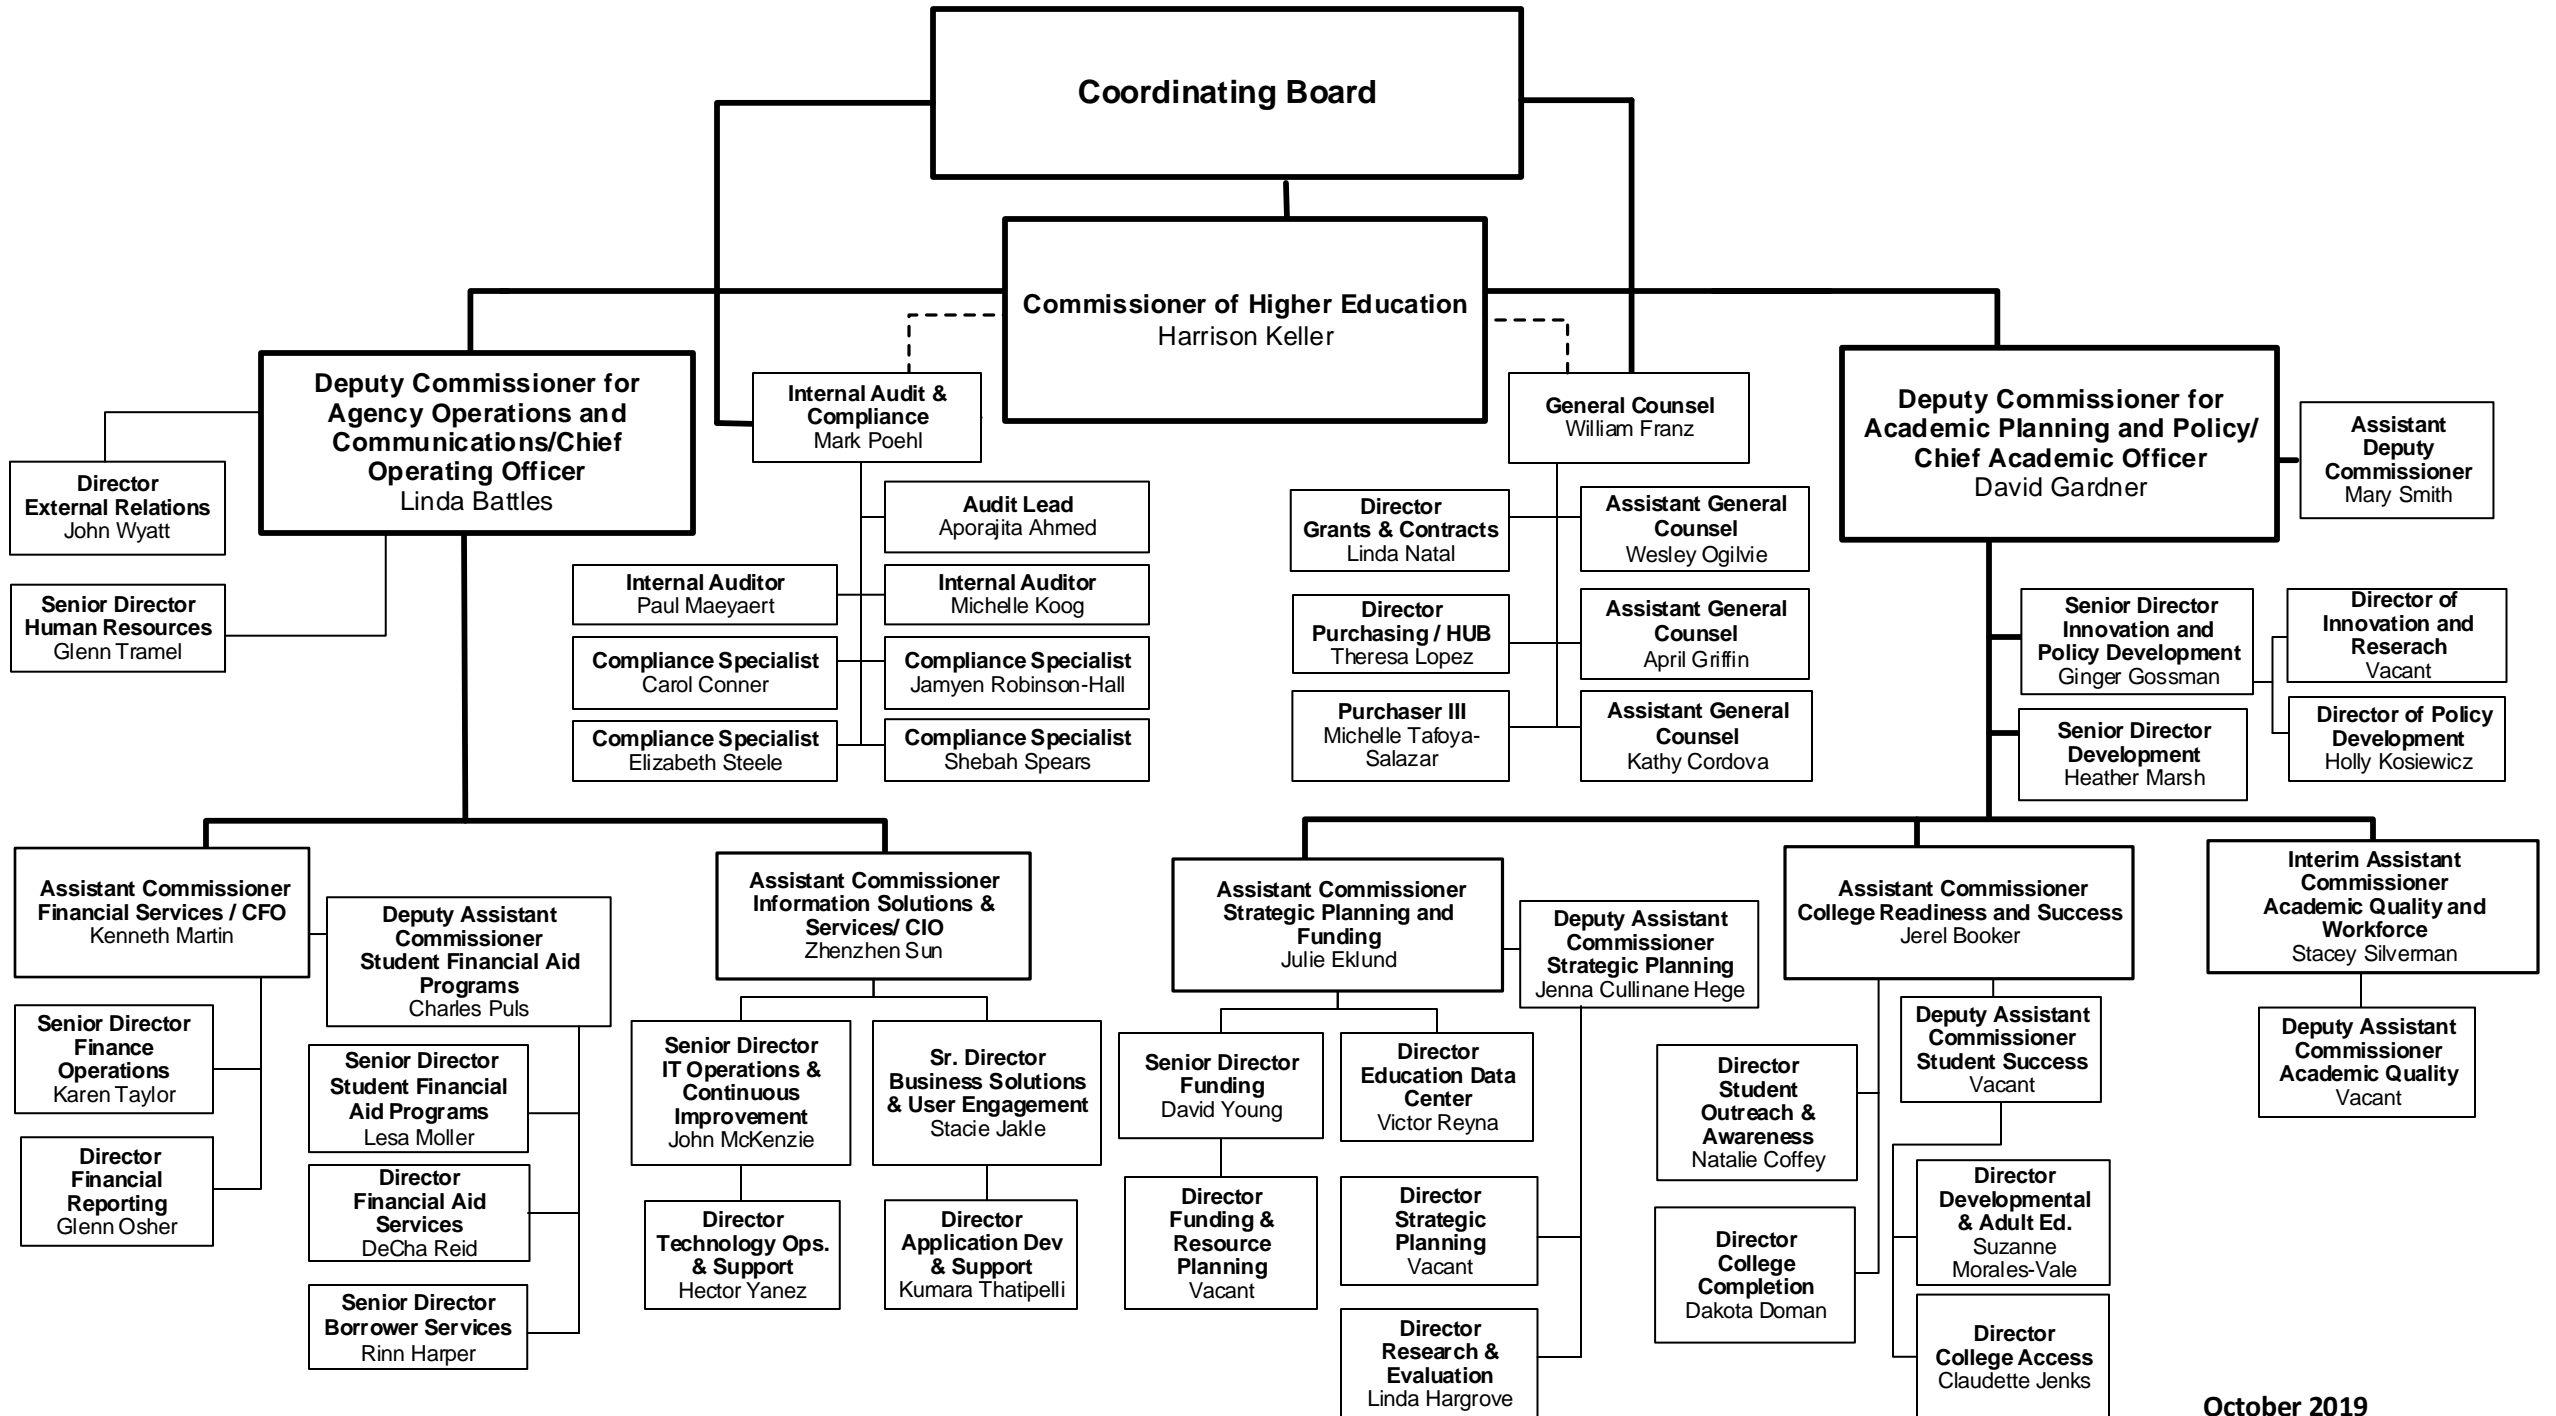 Coordinating Board
Commissioner of Higher Education
Harrison Keller
Deputy Commissioner for
Agency Operations and
Communications/Chief
Operating Officer
Linda Battles
Internal Audit &
Compliance
Mark Poehl
General Counsel
William Franz
Deputy Commissioner for
Academic Planning and Policy/
Chief Academic Officer
David Gardner
Assistant
Deputy
Commissioner
Mary Smith
Director
External Relations
John Wyatt
Senior Director
Human Resources
Glenn Tramel
Audit Lead
Aporajita Ahmed
Internal Auditor
Paul Maeyaert
Internal Auditor
Michelle Koog
Compliance Specialist
Carol Conner
Compliance Specialist
Jamyen Robinson-Hall
Compliance Specialist
Elizabeth Steele
Compliance Specialist
Shebah Spears
Director
Grants & Contracts
Linda Natal
Assistant General
Counsel
Wesley Ogilvie
Director
Purchasing / HUB
Theresa Lopez
Assistant General
Counsel
April Griffin
Purchaser III
Michelle Tafoya-
Salazar
Assistant General
Counsel
Kathy Cordova
Senior Director
Innovation and
Policy Development
Ginger Gossman
Director of
Innovation and
Reserach
Vacant
Senior Director
Development
Heather Marsh
Director of Policy
Development
Holly Kosiewicz
Assistant Commissioner
Financial Services / CFO
Kenneth Martin
Deputy Assistant
Commissioner
Student Financial Aid
Programs
Charles Puls
Senior Director
Finance
Operations
Karen Taylor
Director
Financial
Reporting
Glenn Osher
Senior Director
Student Financial
Aid Programs
Lesa Moller
Director
Financial Aid
Services
DeCha Reid
Senior Director
Borrower Services
Rinn Harper
Assistant Commissioner
Information Solutions &
Services/ CIO
Zhenzhen Sun
Senior Director
IT Operations &
Continuous
Improvement
John McKenzie
Sr. Director
Business Solutions
& User Engagement
Stacie Jakle
Director
Technology Ops.
& Support
Hector Yanez
Director
Application Dev
& Support
Kumara Thatipelli
Assistant Commissioner
Strategic Planning and
Funding
Julie Eklund
Deputy Assistant
Commissioner
Strategic Planning
Jenna Cullinane Hege
Senior Director
Funding
David Young
Director
Education Data
Center
Victor Reyna
Director
Funding &
Resource
Planning
Vacant
Director
Strategic
Planning
Vacant
Director
Research &
Evaluation
Linda Hargrove
Assistant Commissioner
College Readiness and Success
Jerel Booker
Deputy Assistant
Commissioner
Student Success
Vacant
Director
Student
Outreach &
Awareness
Natalie Coffey
Director
College
Completion
Dakota Doman
Director
Developmental
& Adult Ed.
Suzanne
Morales-Vale
Director
College Access
Claudette Jenks
Interim Assistant
Commissioner
Academic Quality and
Workforce
Stacey Silverman
Deputy Assistant
Commissioner
Academic Quality
Vacant
October 2019